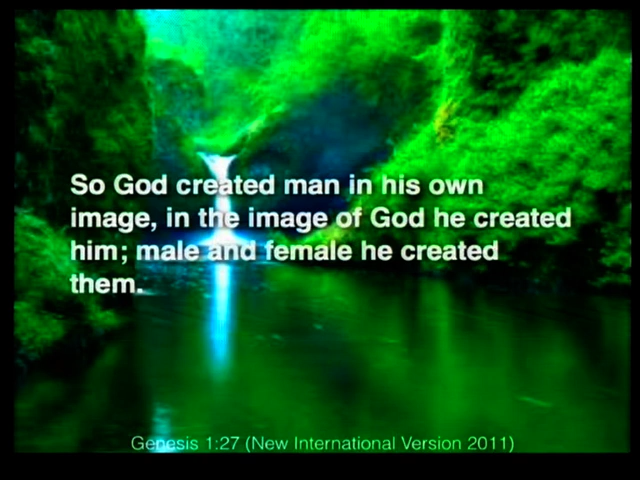 So God created man in his own
image, in the image of God he created
him; male and female he created
them.
Genesis 1:27 (New International Version 2011)